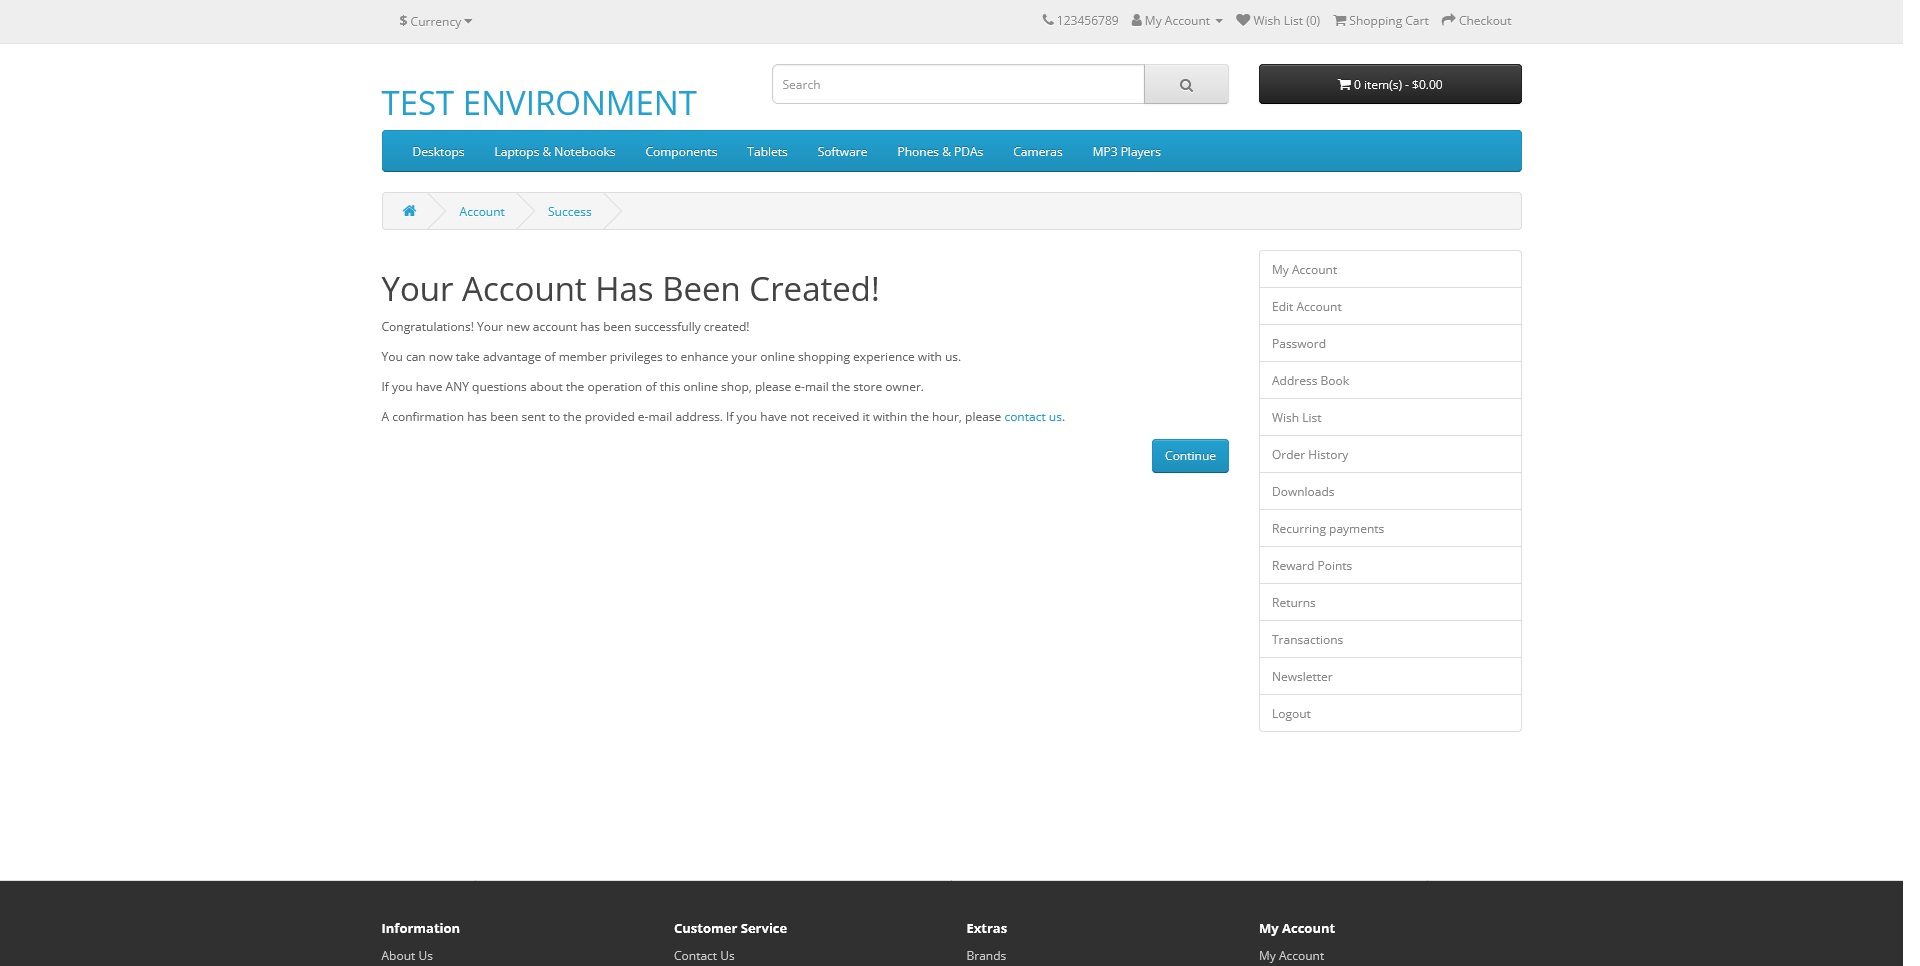 $ Currency
123456789 My Account Wish List (0) Shopping Cart Checkout
TEST ENVIRONMENT
Search
0 item(s) - $0.00
Desktops Laptops & Notebooks Components Tablets Software Phones & PDAs Cameras MP3 Players
Account Success
Your Account Has Been Created!
Congratulations! Your new account has been successfully created!
You can now take advantage of member privileges to enhance your online shopping experience with us.
If you have ANY questions about the operation of this online shop, please e-mail the store owner.
A confirmation has been sent to the provided e-mail address. If you have not received it within the hour, please contact us.
Continue
My Account
Edit Account
Password
Address Book
Wish List
Order History
Downloads
Recurring payments
Reward Points
Returns
Transactions
Newsletter
Logout
Information
About Us
Customer Service
Contact Us
Extras
Brands
My Account
My Account